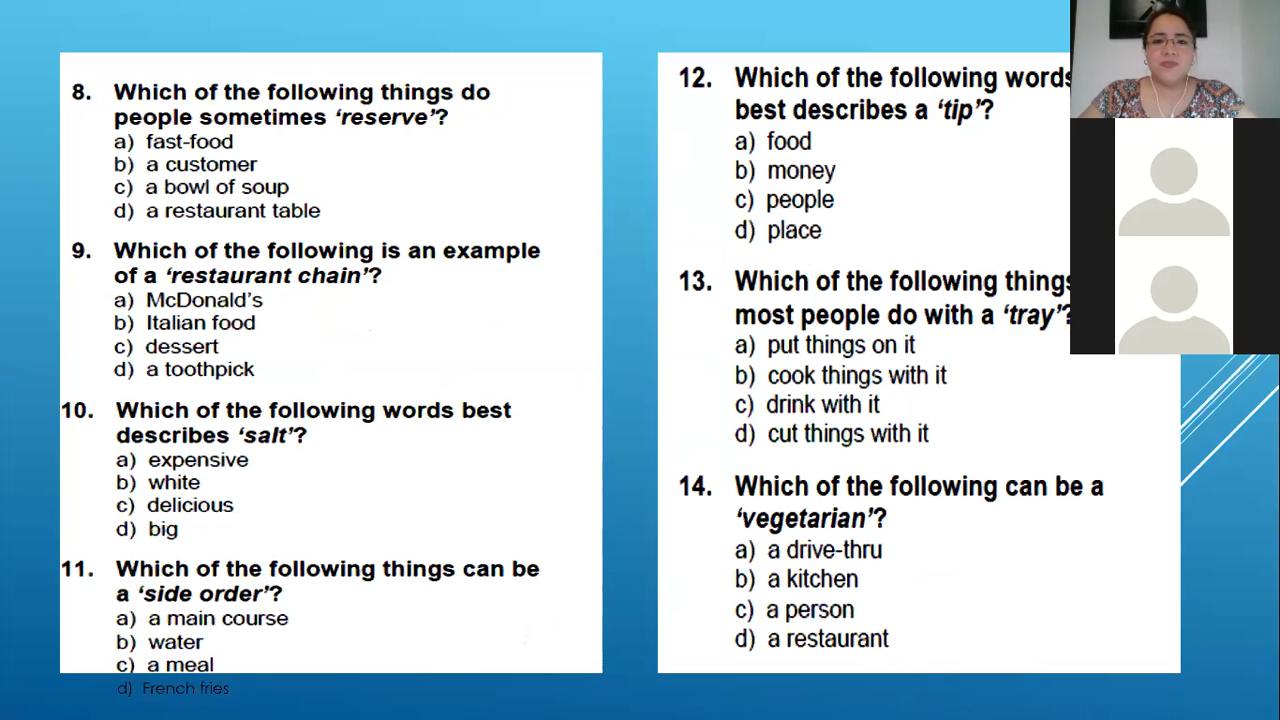 8. Which of the following things do
people sometimes ‘reserve’?
a) fast-food
b) a customer
c) a bowl of soup
d) a restaurant table
9. Which of the following is an example
of a ‘restaurant chain’?
a) McDonald’s
b) Italian food
c) dessert
d) a toothpick
10. Which of the following words best
describes ‘salt’?
a) expensive
b) white
c) delicious
d) big
11. Which of the following things can be
a ‘side order’?
a) a main course
b) water
c) a meal
d) French fries
12. Which of the following words
best describes a ‘tip’?
a) food
b) money
c) people
d) place
13. Which of the following things
most people do with a ‘tray’?
a) put things on it
b) cook things with it
c) drink with it
d) cut things with it
14. Which of the following can be a
‘vegetarian’?
a) a drive-thru
b) a kitchen
c) a person
d) a restaurant